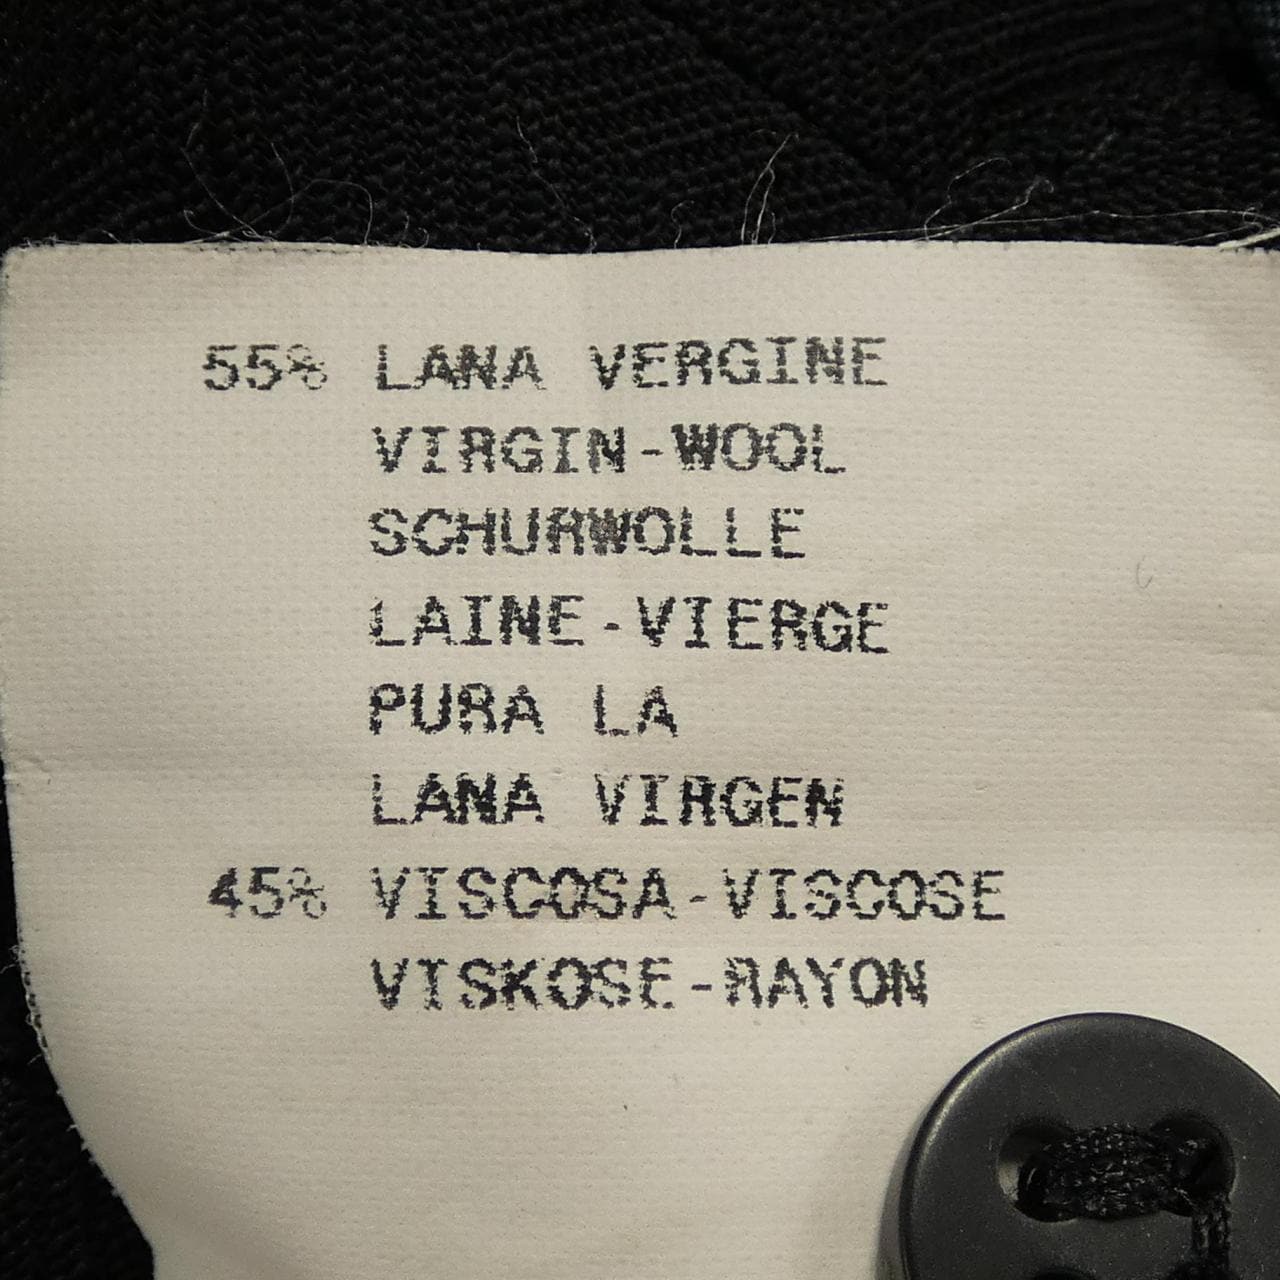 55% LANA VERGINE
VIRGIN-WOOL
SCHURWOLLE
LAINE-VIERGE
PURA LA
LANA VIRGEN
45% VISCOSA-VISCOSE
VISKOSE-RAYON